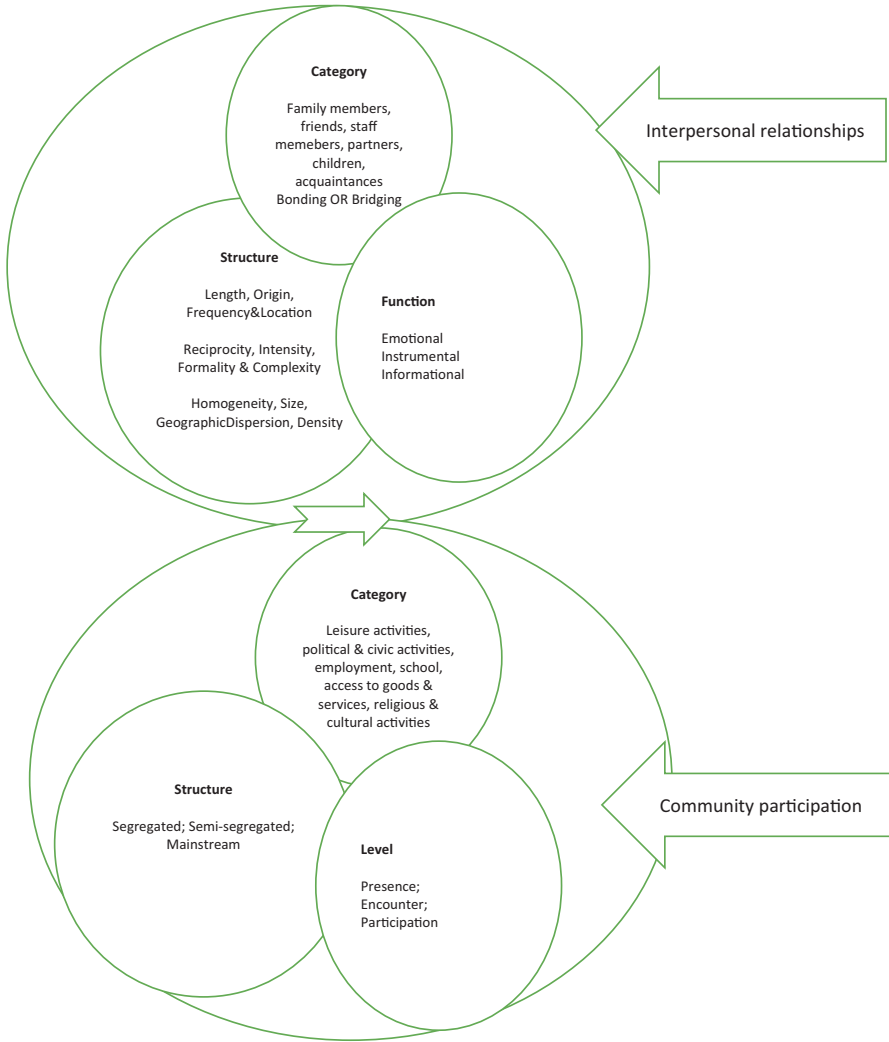 Category
Family members,
friends, staff
memebers, partners,
children,
acquaintances
Bonding OR Bridging
Interpersonal relationships
Structure
Length, Origin,
Frequency&Location
Reciprocity, Intensity,
Formality & Complexity
Homogeneity, Size,
GeographicDispersion, Density
Function
Emotional
Instrumental
Informational
Category
Leisure activities,
political & civic activities,
employment, school,
access to goods &
services, religious &
cultural activities
Structure
Segregated; Semi-segregated;
Mainstream
Level
Presence;
Encounter;
Participation
Community participation